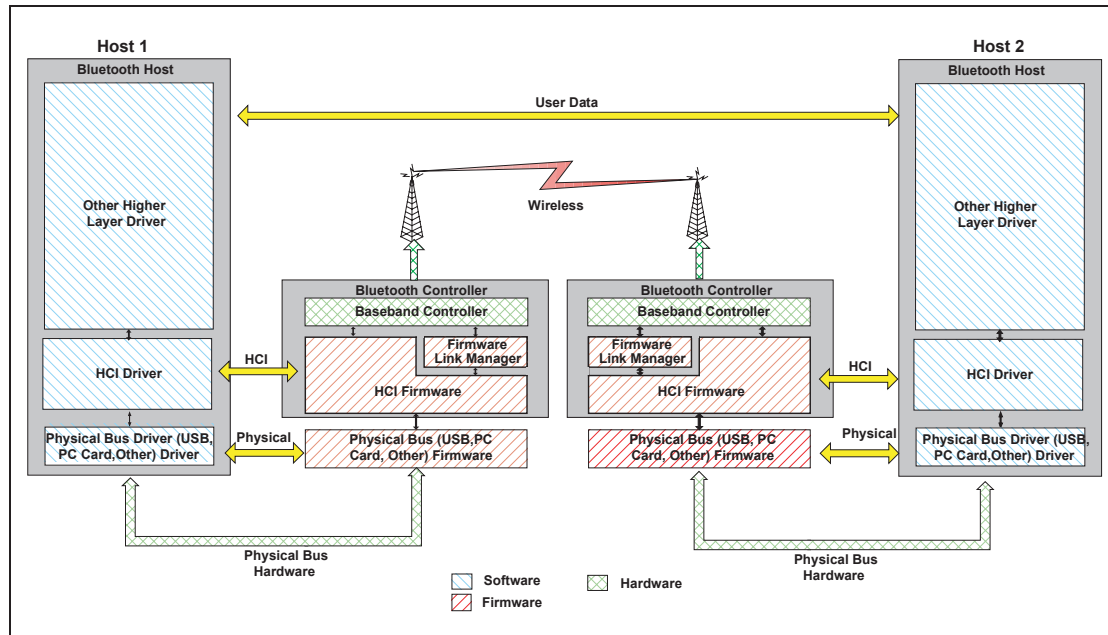 Host 1
Host 2
Bluetooth Host
Bluetooth Host
User Data
Other Higher
Layer Driver
Wireless
Other Higher
Layer Driver
Bluetooth Controller
Baseband Controller
Firmware
Link Manager
HCI Firmware
Bluetooth Controller
Baseband Controller
Firmware
Link Manager
HCI Firmware
HCI Driver
HCI
HCI
HCI Driver
Physical Bus Driver (USB,
PC Card,Other) Driver
Physical
Physical Bus (USB,PC
Card, Other) Firmware
Physical Bus (USB, PC
Card, Other) Firmware
Physical
Physical Bus Driver (USB,
PC Card,Other) Driver
Physical Bus
Hardware
Physical Bus
Hardware
Software
Hardware
Firmware